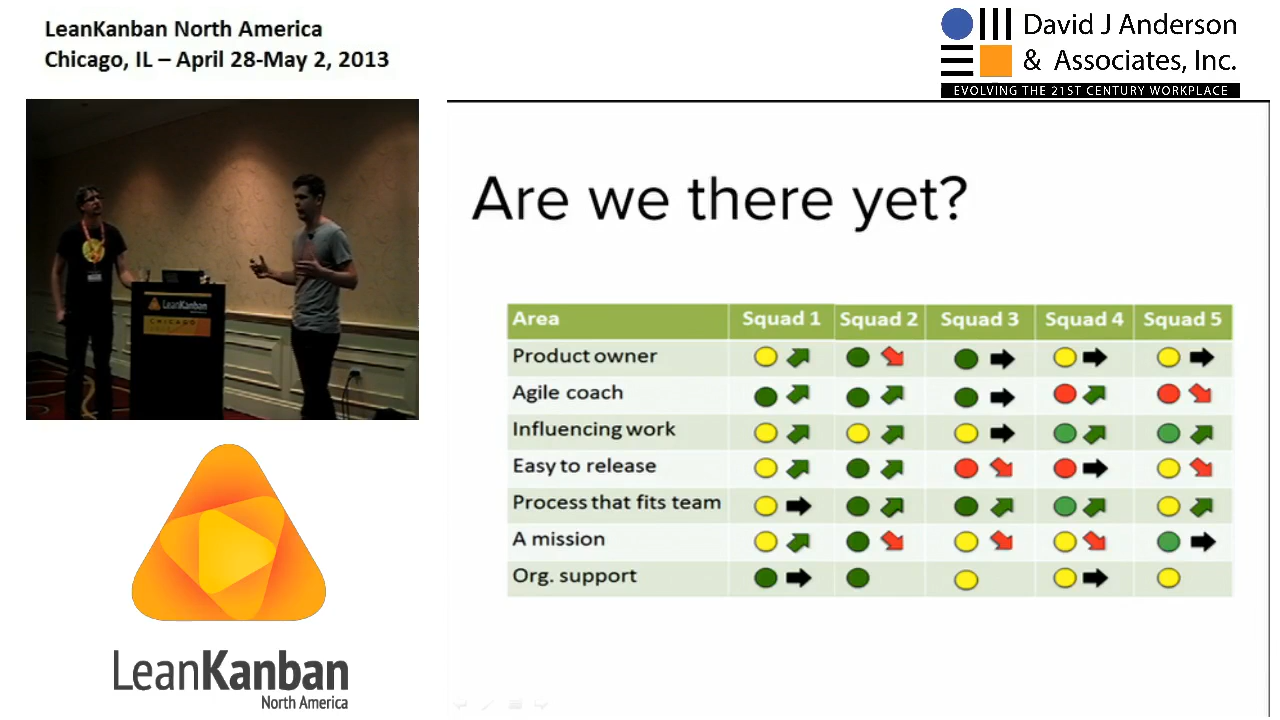 LeanKanban North America
Chicago, IL – April 28-May 2, 2013
David J Anderson
& Associates, Inc.
EVOLVING THE 21ST CENTURY WORKPLACE
LeanKanban
CHICAGO
Are we there yet?
Area Squad 1 Squad 2 Squad 3 Squad 4 Squad 5
Product owner
Agile coach
Influencing work
Easy to release
Process that fits team
A mission
Org. support
LeanKanban
North America